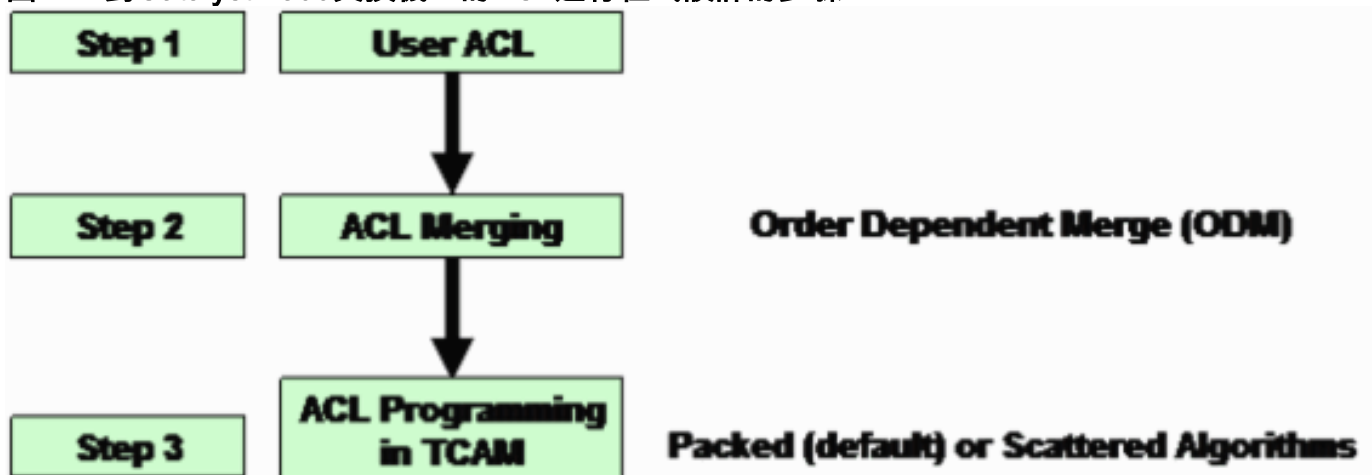 Step 1
User ACL
Step 2
ACL Merging
Order Dependent Merge (ODM)
Step 3
ACL Programming
in TCAM
Packed (default) or Scattered Algorithms